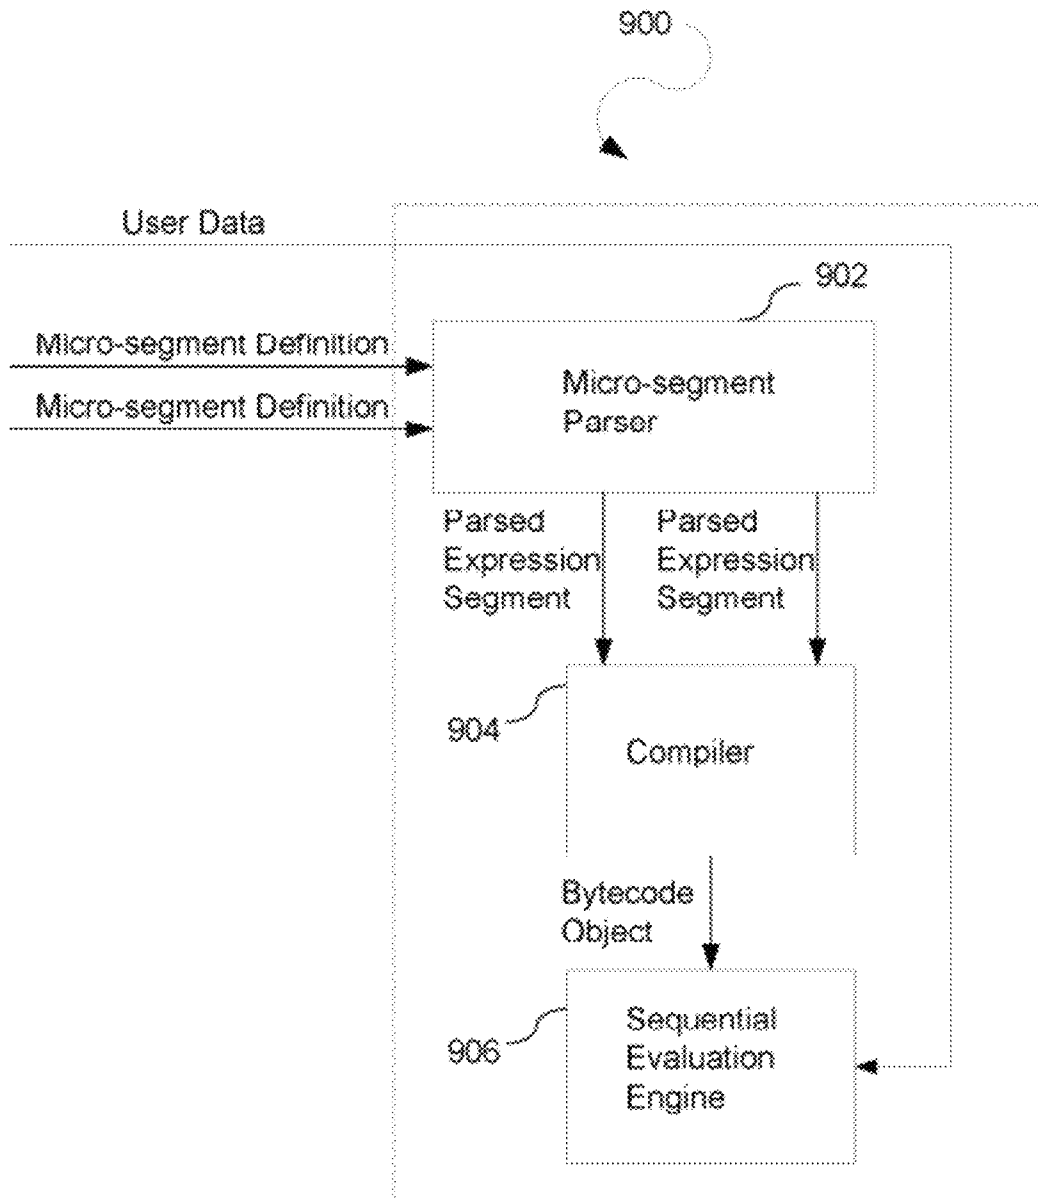 900
User Data
902
Micro-segment Definition
Micro-segment Definition
Micro-segment
Parser
Parsed
Expression
Segment
Parsed
Expression
Segment
904
Compiler
Bytecode
Object
906
Sequential
Evaluation
Engine